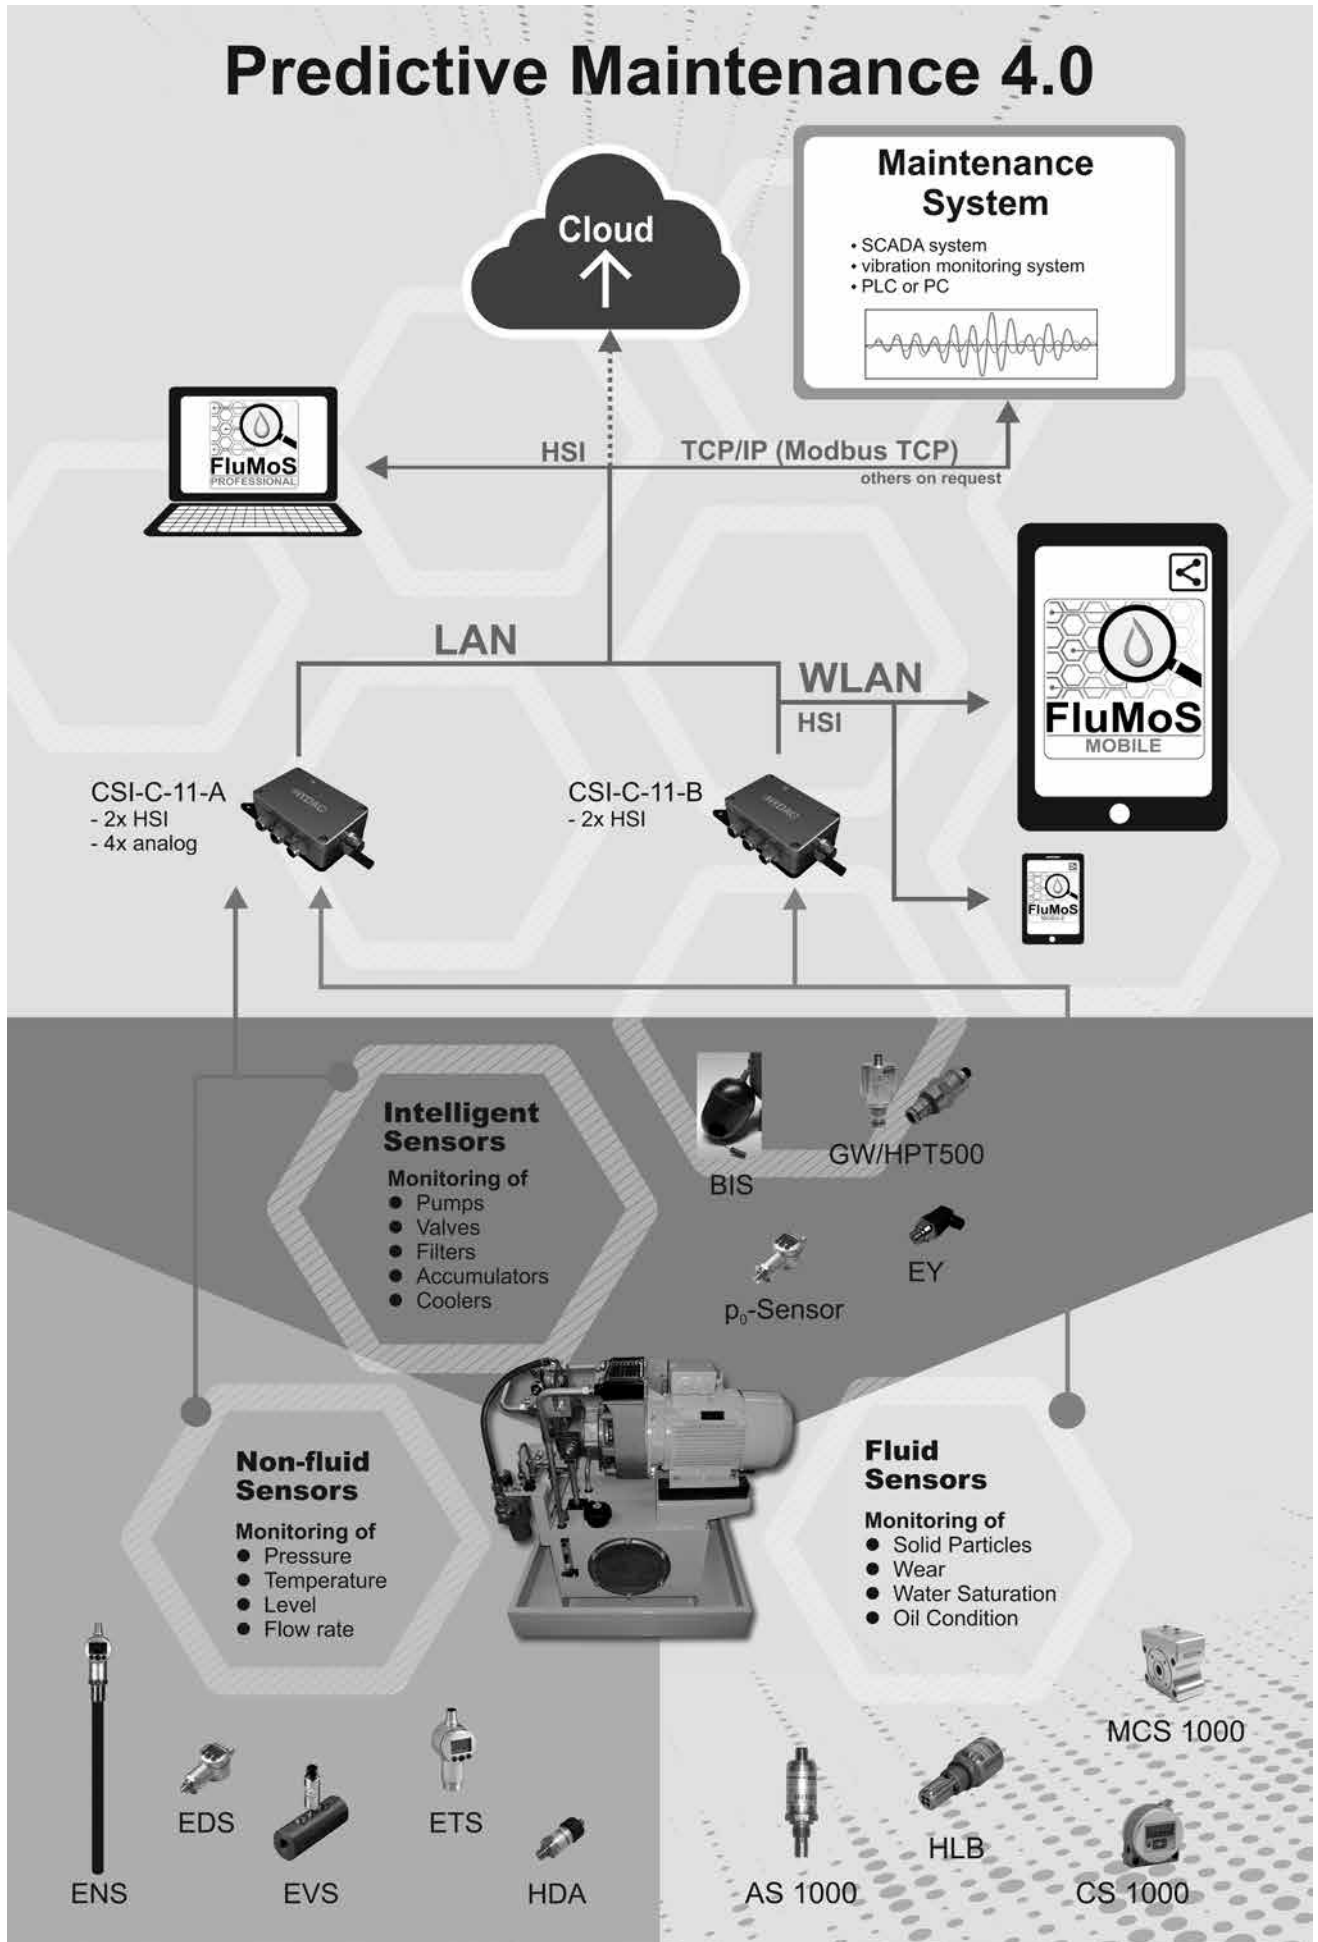 Predictive Maintenance 4.0
Cloud
Maintenance
System
• SCADA system
• vibration monitoring system
• PLC or PC
FluMoS
PROFESSIONAL
HSI
TCP/IP (Modbus TCP)
others on request
LAN
WLAN
HSI
FluMoS
MOBILE
CSI-C-11-A
- 2x HSI
- 4x analog
HYDAC
CSI-C-11-B
- 2x HSI
HYDAC
FluMoS
MOBILE
Intelligent
Sensors
Monitoring of
● Pumps
● Valves
● Filters
● Accumulators
● Coolers
BIS
GW/HPT500
p₀-Sensor
EY
Non-fluid
Sensors
Monitoring of
● Pressure
● Temperature
● Level
● Flow rate
Fluid
Sensors
Monitoring of
● Solid Particles
● Wear
● Water Saturation
● Oil Condition
ENS
EDS
EVS
ETS
HDA
AS 1000
HLB
MCS 1000
CS 1000